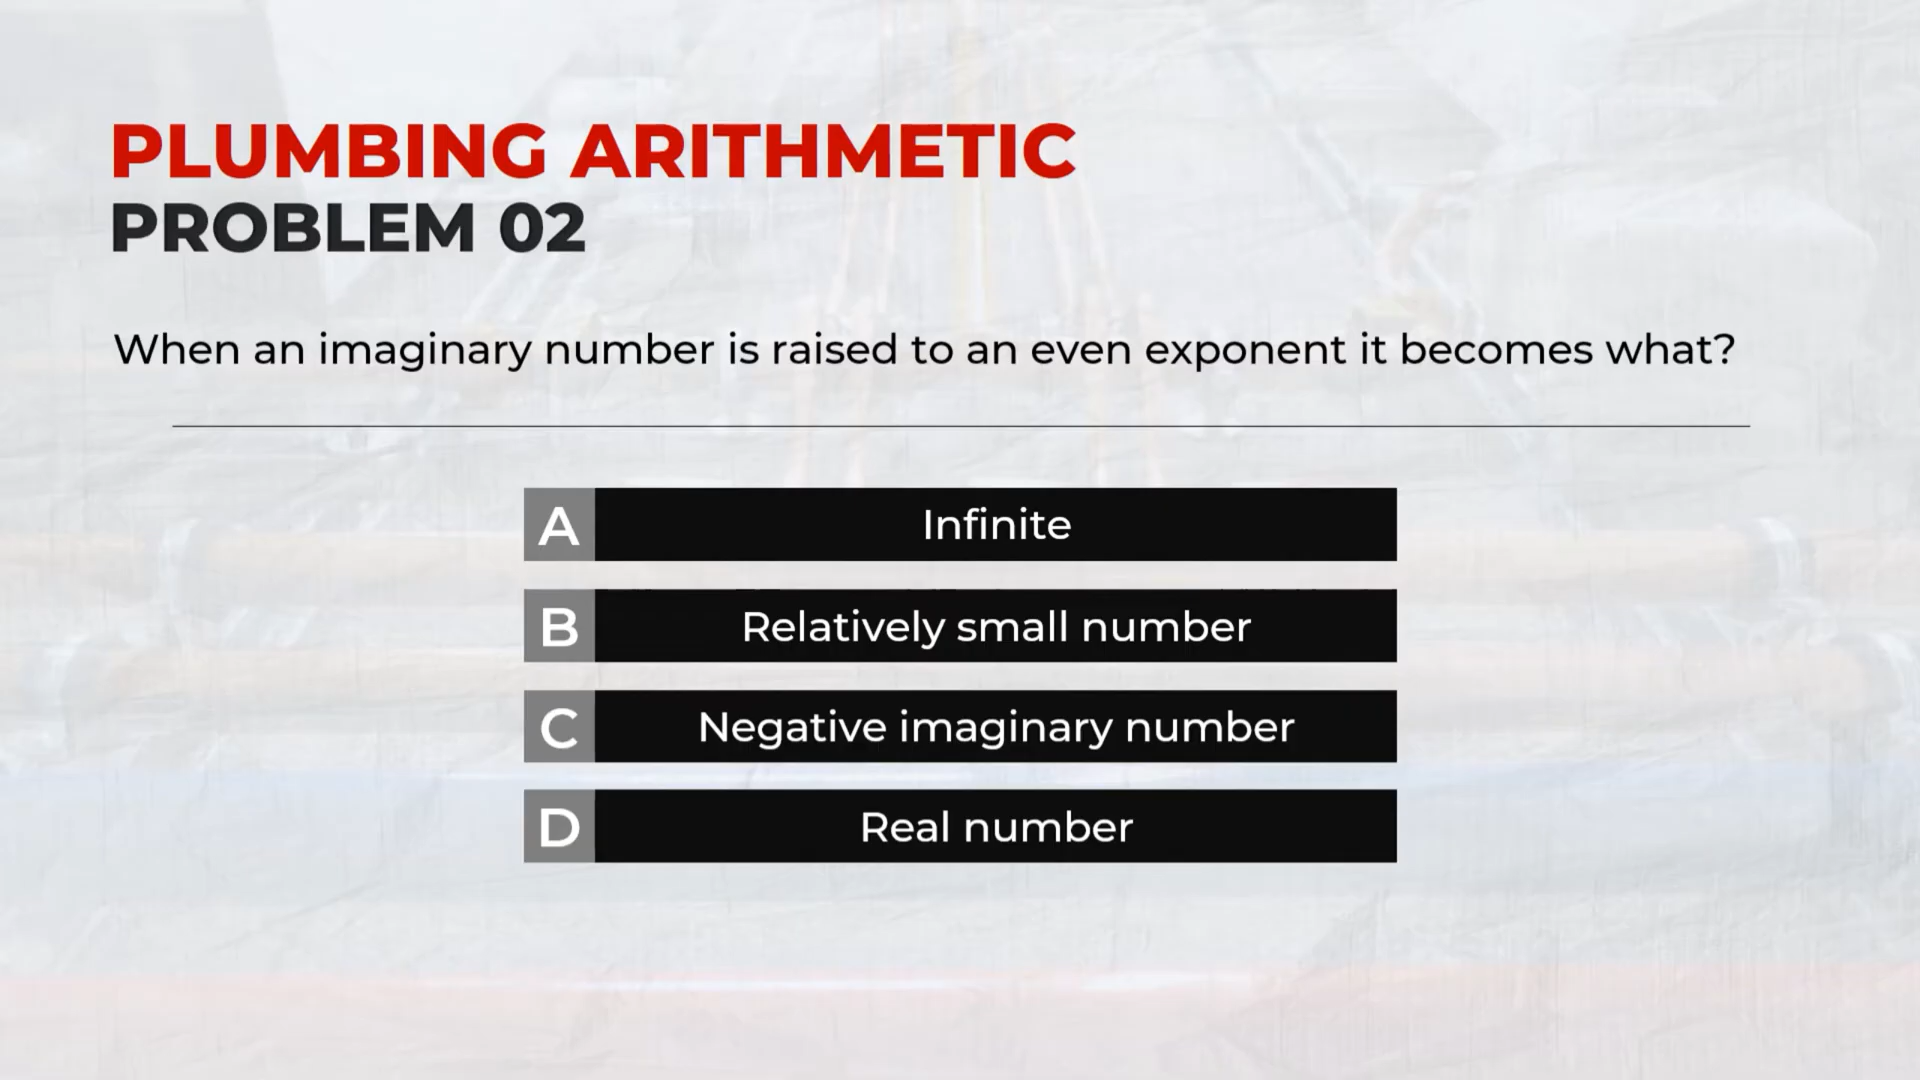 PLUMBING ARITHMETIC
PROBLEM 02
When an imaginary number is raised to an even exponent it becomes what?
A Infinite
B Relatively small number
C Negative imaginary number
D Real number